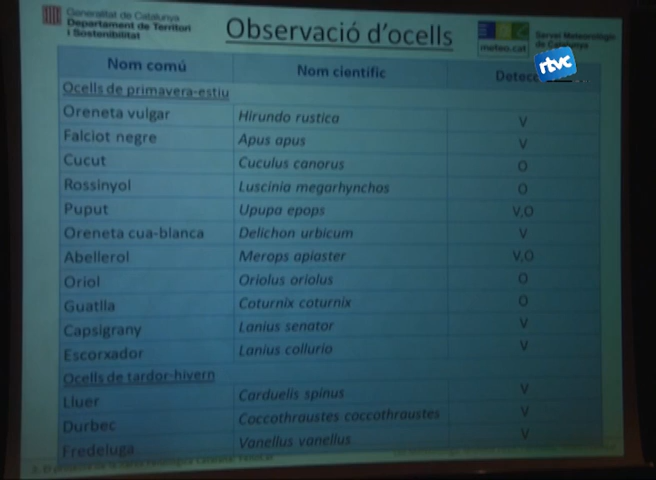 Generalitat de Catalunya
Departament de Territori
i Sostenibilitat
Observació d'ocells
meteo.cat
Servei Meteorològic
de Catalunya
rtvc
Nom comú Nom científic
Ocells de primavera-estiu
Oreneta vulgar Hirundo rustica V
Falciot negre Apus apus V
Cucut Cuculus canorus O
Rossinyol Luscinia megarhynchos O
Puput Upupa epops V,O
Oreneta cua-blanca Delichon urbicum V
Abellerol Merops apiaster V,O
Oriol Oriolus oriolus O
Guatlla Coturnix coturnix O
Capsigrany Lanius senator V
Escorxador Lanius collurio V
Ocells de tardor-hivern
Lluer Carduelis spinus V
Durbec Coccothraustes coccothraustes V
Fredeluga Vanellus vanellus V